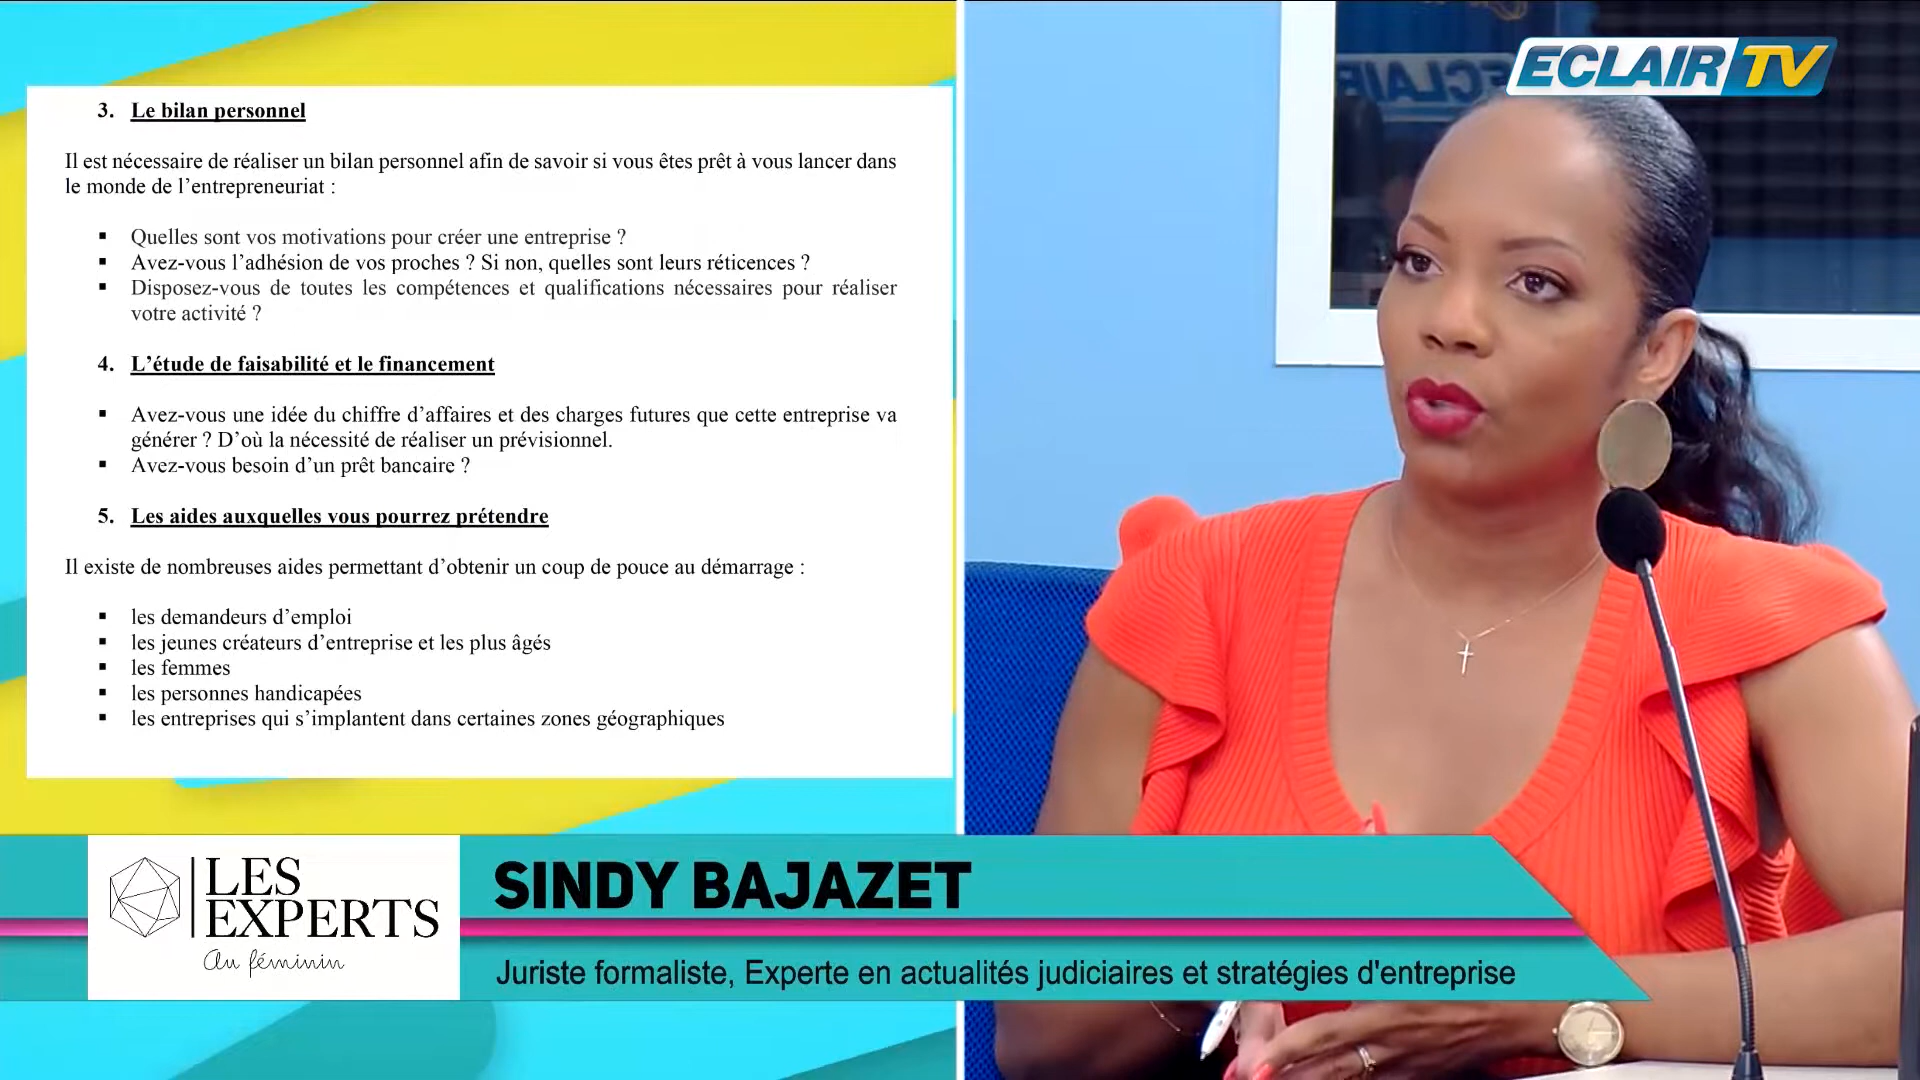 3. Le bilan personnel
Il est nécessaire de réaliser un bilan personnel afin de savoir si vous êtes prêt à vous lancer dans
le monde de l’entrepreneuriat :
▪ Quelles sont vos motivations pour créer une entreprise ?
▪ Avez-vous l’adhésion de vos proches ? Si non, quelles sont leurs réticences ?
▪ Disposez-vous de toutes les compétences et qualifications nécessaires pour réaliser
votre activité ?
4. L’étude de faisabilité et le financement
▪ Avez-vous une idée du chiffre d’affaires et des charges futures que cette entreprise va
générer ? D’où la nécessité de réaliser un prévisionnel.
▪ Avez-vous besoin d’un prêt bancaire ?
5. Les aides auxquelles vous pourrez prétendre
Il existe de nombreuses aides permettant d’obtenir un coup de pouce au démarrage :
▪ les demandeurs d’emploi
▪ les jeunes créateurs d’entreprise et les plus âgés
▪ les femmes
▪ les personnes handicapées
▪ les entreprises qui s’implantent dans certaines zones géographiques
ECLAIR TV
LES
EXPERTS
Au féminin
SINDY BAJAZET
Juriste formaliste, Experte en actualités judiciaires et stratégies d'entreprise